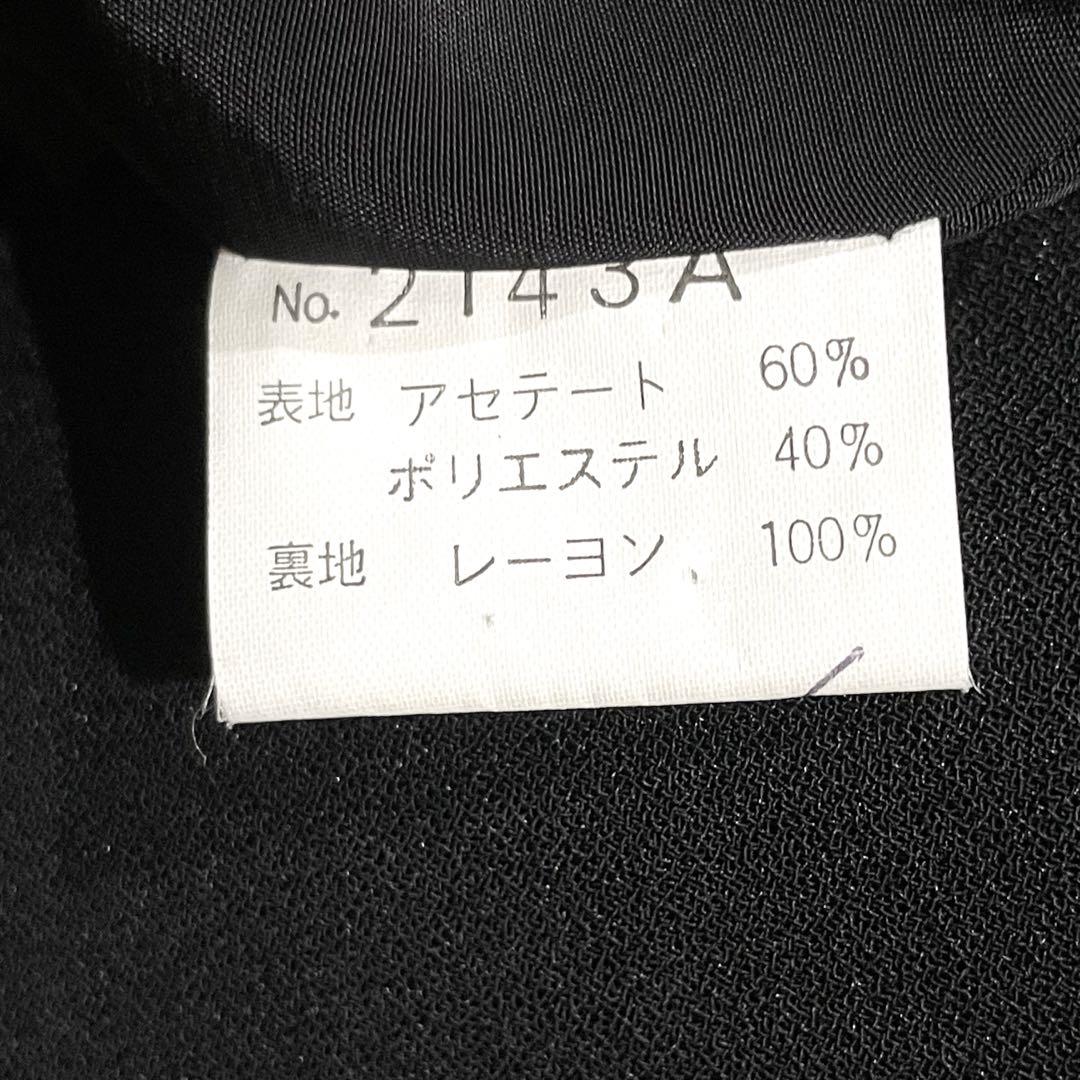 No. 2143A
表地 アセテート 60%
ポリエステル 40%
裏地 レーヨン 100%